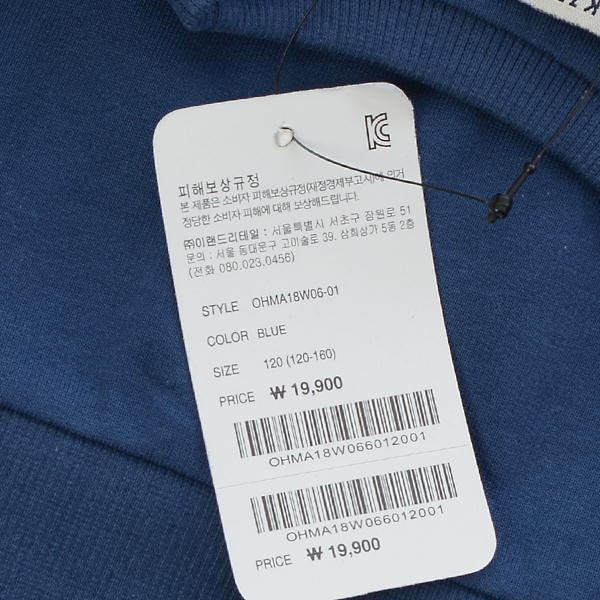 피해보상규정
본 제품은 소비자 피해보상규정(재정경제부고시)에 의거
정당한 소비자 피해에 대해 보상해드립니다.
㈜이랜드리테일 : 서울특별시 서초구 잠원로 51
문의 : 서울 동대문구 고미술로 39. 삼희상가 5동 2층
(전화 080.023.0456)
STYLE OHMA18W06-01
COLOR BLUE
SIZE 120 (120-160)
PRICE ₩ 19,900
OHMA18W066012001
OHMA18W066012001
PRICE ₩ 19,900